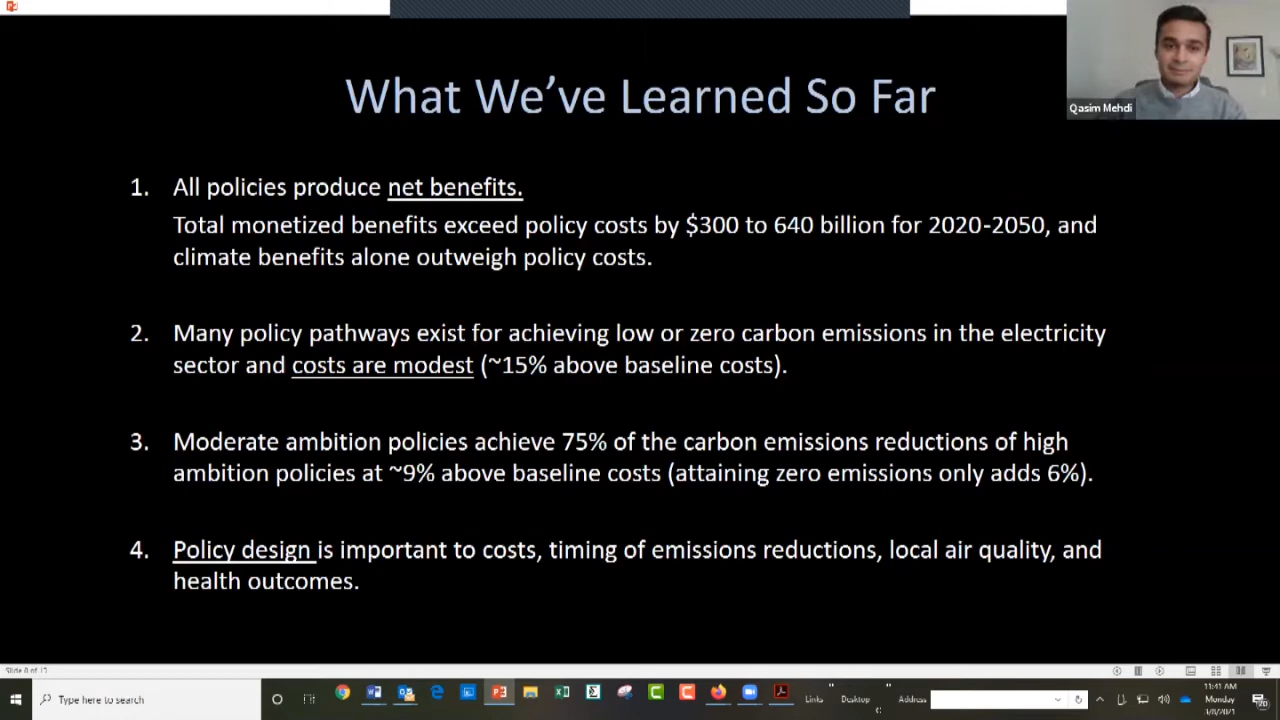 What We've Learned So Far
Qasim Mehdi
1. All policies produce net benefits.
Total monetized benefits exceed policy costs by $300 to 640 billion for 2020-2050, and
climate benefits alone outweigh policy costs.
2. Many policy pathways exist for achieving low or zero carbon emissions in the electricity
sector and costs are modest (~15% above baseline costs).
3. Moderate ambition policies achieve 75% of the carbon emissions reductions of high
ambition policies at ~9% above baseline costs (attaining zero emissions only adds 6%).
4. Policy design is important to costs, timing of emissions reductions, local air quality, and
health outcomes.
Type here to search
Links
Desktop
Address
11:41 AM
Monday